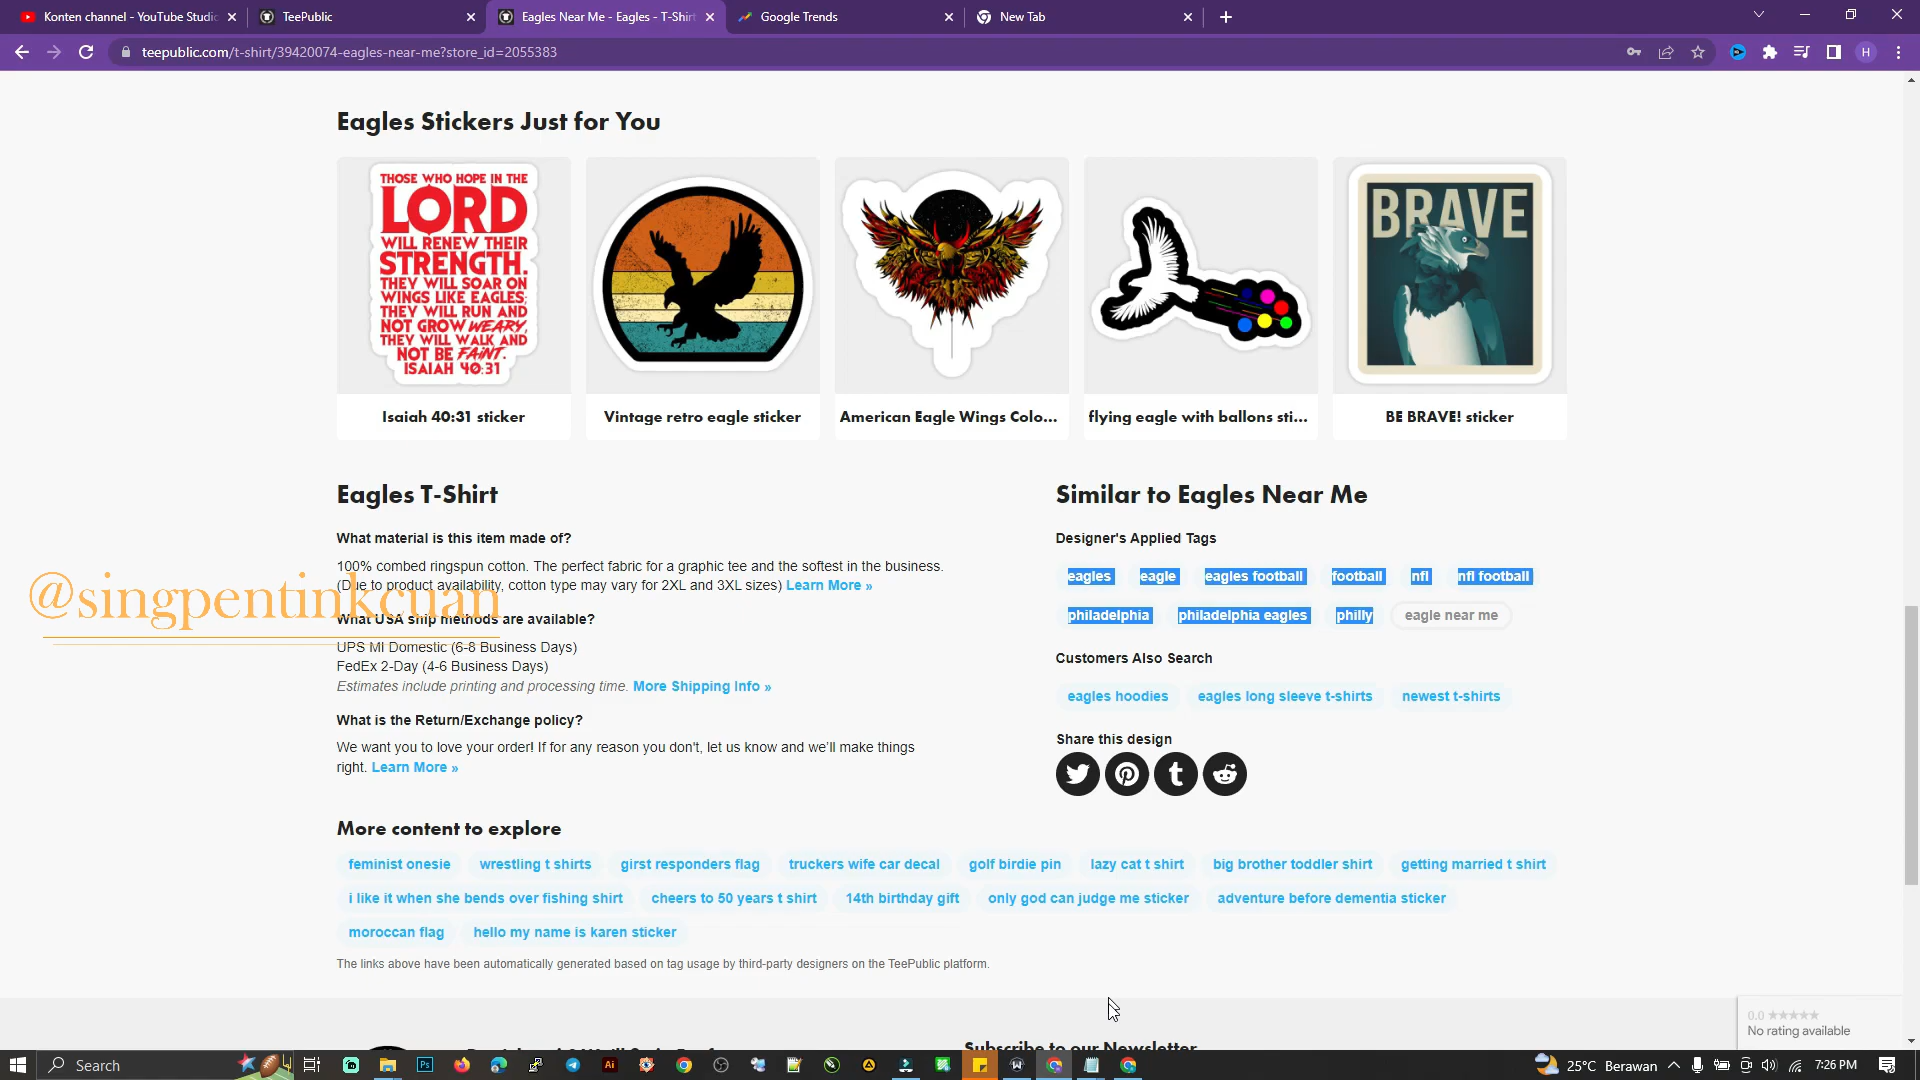 Konten channel - YouTube Studi
TeePublic
Eagles Near Me - Eagles - T-Shirt
Google Trends
New Tab
teepublic.com/t-shirt/39420074-eagles-near-me?store_id=2055383
H
Eagles Stickers Just for You
THOSE WHO HOPE IN THE
LORD
WILL RENEW THEIR
STRENGTH.
THEY WILL SOAR ON
WINGS LIKE EAGLES;
THEY WILL RUN AND
NOT GROW WEARY,
THEY WILL WALK AND
NOT BE FAINT.
ISAIAH 40:31
BRAVE
Isaiah 40:31 sticker
Vintage retro eagle sticker
American Eagle Wings Colo...
flying eagle with ballons sti...
BE BRAVE! sticker
Eagles T-Shirt
What material is this item made of?
100% combed ringspun cotton. The perfect fabric for a graphic tee and the softest in the business.
(Due to product availability, cotton type may vary for 2XL and 3XL sizes) Learn More »
@singpentinkcuan
What USA ship methods are available?
UPS MI Domestic (6-8 Business Days)
FedEx 2-Day (4-6 Business Days)
Estimates include printing and processing time. More Shipping Info »
What is the Return/Exchange policy?
We want you to love your order! If for any reason you don't, let us know and we'll make things
right. Learn More »
Similar to Eagles Near Me
Designer's Applied Tags
eagles eagle eagles football football nfl nfl football
philadelphia philadelphia eagles philly eagle near me
Customers Also Search
eagles hoodies eagles long sleeve t-shirts newest t-shirts
Share this design
More content to explore
feminist onesie wrestling t shirts girst responders flag truckers wife car decal golf birdie pin lazy cat t shirt big brother toddler shirt getting married t shirt
i like it when she bends over fishing shirt cheers to 50 years t shirt 14th birthday gift only god can judge me sticker adventure before dementia sticker
moroccan flag hello my name is karen sticker
The links above have been automatically generated based on tag usage by third-party designers on the TeePublic platform.
Subscribe to our Newsletter
0.0 ★★★★★
No rating available
Search
Ps
Ai
25°C Berawan
7:26 PM